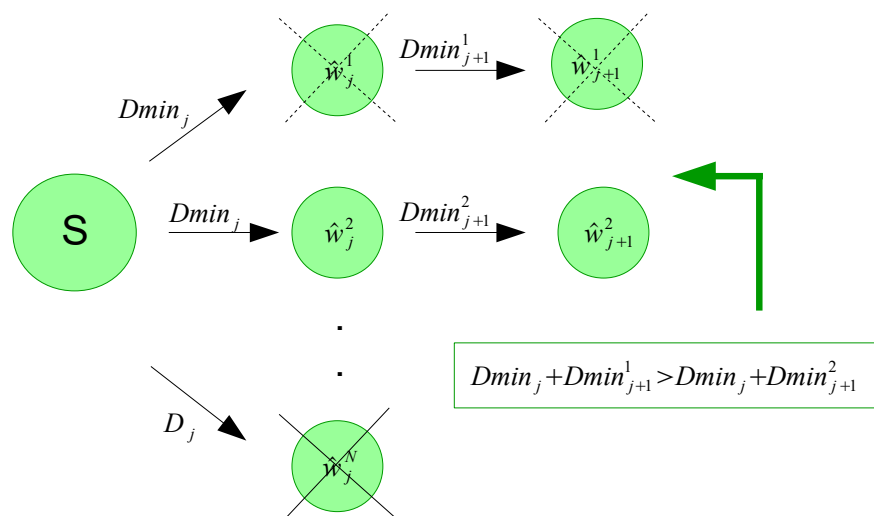 ŵ_j^1 Dmin_{j+1}^1 ŵ_{j+1}^1
Dmin_j
S Dmin_j ŵ_j^2 Dmin_{j+1}^2 ŵ_{j+1}^2
.
.
Dmin_j+Dmin_{j+1}^1>Dmin_j+Dmin_{j+1}^2
D_j
ŵ_j^N